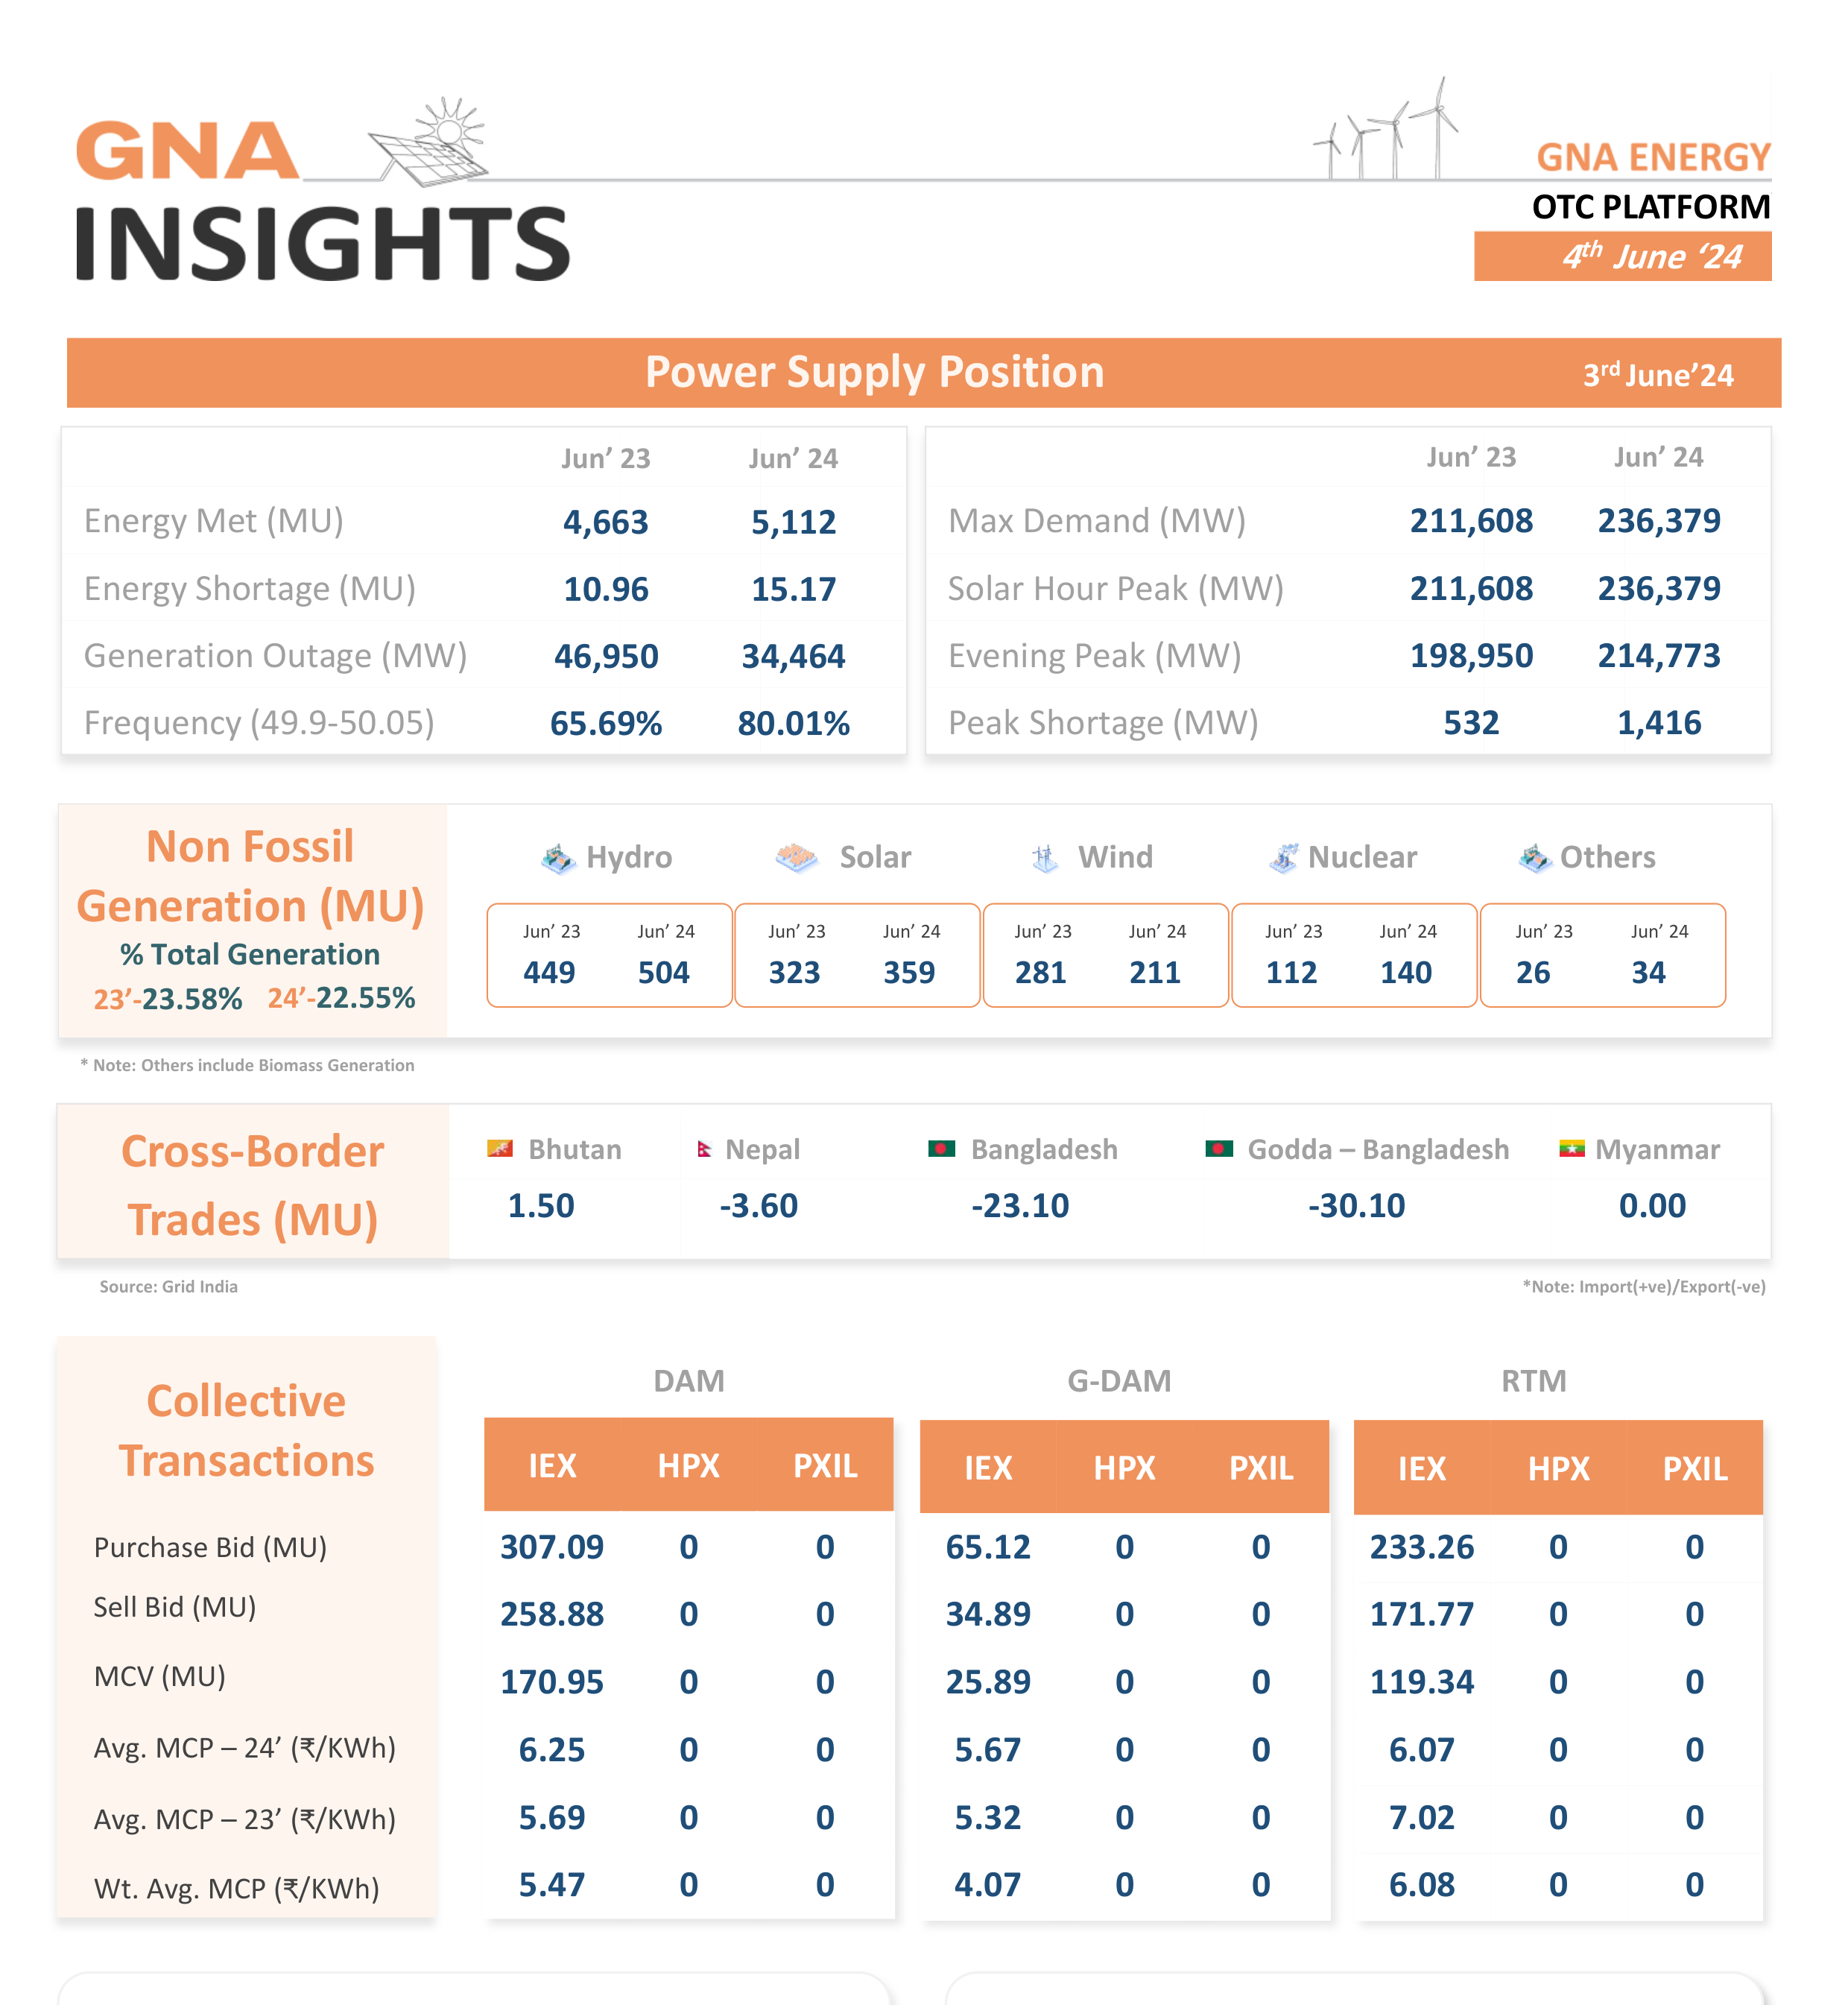 GNA
INSIGHTS
GNA ENERGY
OTC PLATFORM
4th June ‘24
Power Supply Position 3rd June’24
Jun’ 23 Jun’ 24
Energy Met (MU) 4,663 5,112
Energy Shortage (MU) 10.96 15.17
Generation Outage (MW) 46,950 34,464
Frequency (49.9-50.05) 65.69% 80.01%
Jun’ 23 Jun’ 24
Max Demand (MW) 211,608 236,379
Solar Hour Peak (MW) 211,608 236,379
Evening Peak (MW) 198,950 214,773
Peak Shortage (MW) 532 1,416
Non Fossil
Generation (MU)
% Total Generation
23’-23.58% 24’-22.55%
Hydro Solar Wind Nuclear Others
Jun’ 23 Jun’ 24 Jun’ 23 Jun’ 24 Jun’ 23 Jun’ 24 Jun’ 23 Jun’ 24 Jun’ 23 Jun’ 24
449 504 323 359 281 211 112 140 26 34
* Note: Others include Biomass Generation
Cross-Border
Trades (MU)
Bhutan Nepal Bangladesh Godda – Bangladesh Myanmar
1.50 -3.60 -23.10 -30.10 0.00
Source: Grid India *Note: Import(+ve)/Export(-ve)
Collective
Transactions
DAM G-DAM RTM
IEX HPX PXIL IEX HPX PXIL IEX HPX PXIL
Purchase Bid (MU) 307.09 0 0 65.12 0 0 233.26 0 0
Sell Bid (MU) 258.88 0 0 34.89 0 0 171.77 0 0
MCV (MU) 170.95 0 0 25.89 0 0 119.34 0 0
Avg. MCP – 24’ (₹/KWh) 6.25 0 0 5.67 0 0 6.07 0 0
Avg. MCP – 23’ (₹/KWh) 5.69 0 0 5.32 0 0 7.02 0 0
Wt. Avg. MCP (₹/KWh) 5.47 0 0 4.07 0 0 6.08 0 0